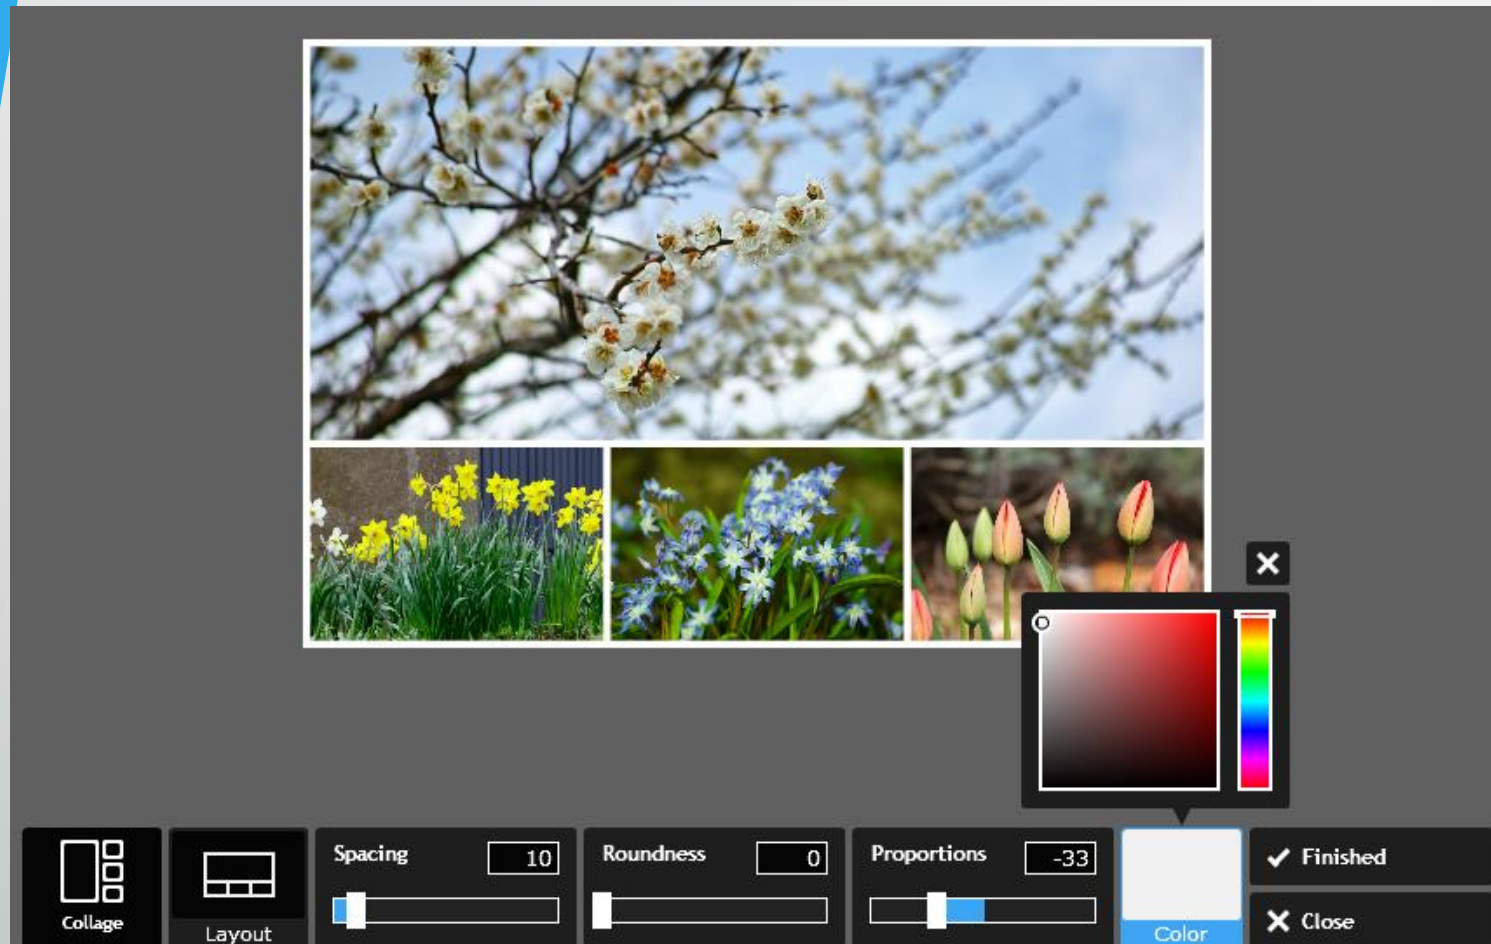 Collage
Layout
Spacing 10
Roundness 0
Proportions -33
Color
Finished
Close